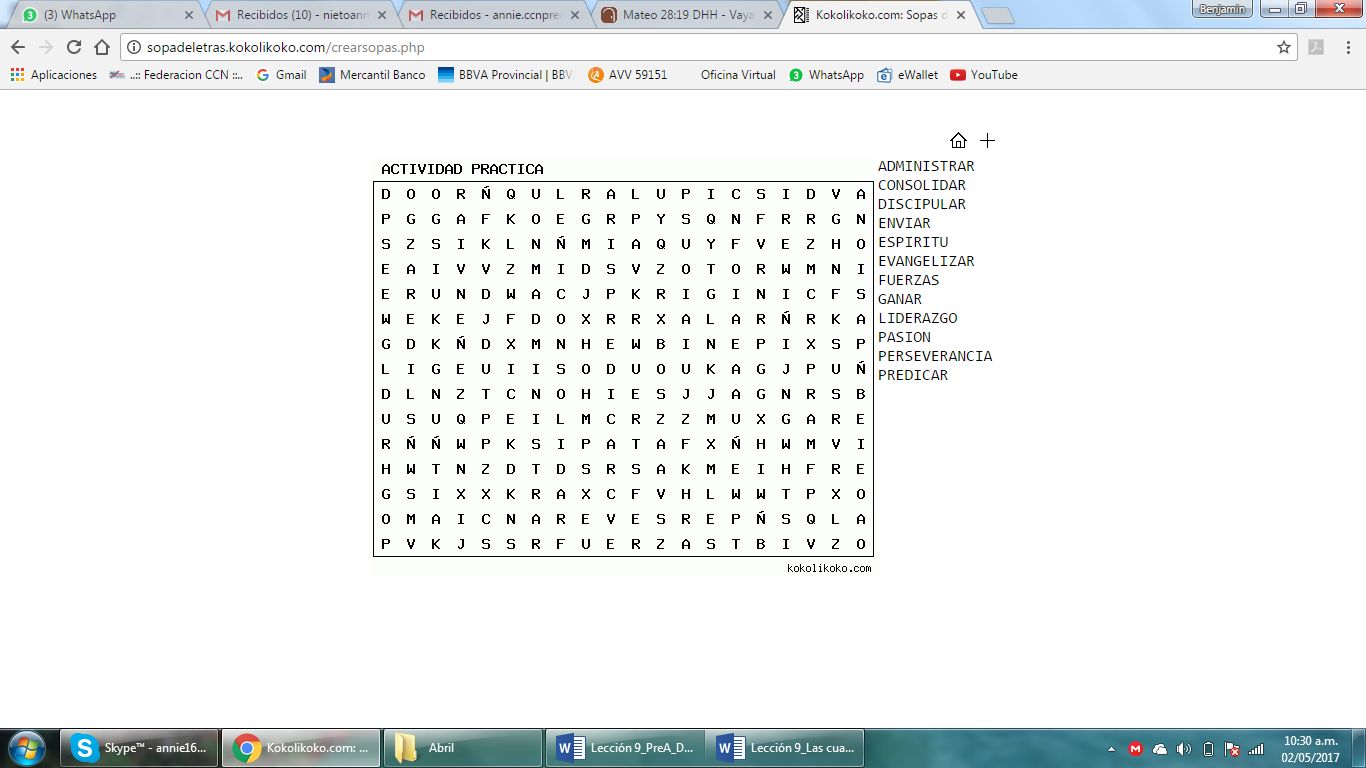 (3) WhatsApp
Recibidos (10) - nietoann
Recibidos - annie.ccnpre
Mateo 28:19 DHH - Vaya
Kokolikoko.com: Sopas d
Benjamin
sopadeletras.kokolikoko.com/crearsopas.php
Aplicaciones
..:: Federacion CCN ::..
Gmail
Mercantil Banco
BBVA Provincial | BBV
AVV 59151
Oficina Virtual
WhatsApp
eWallet
YouTube
ACTIVIDAD PRACTICA
D O O R Ñ Q U L R A L U P I C S I D V A
P G G A F K O E G R P Y S Q N F R R G N
S Z S I K L N Ñ M I A Q U Y F V E Z H O
E A I V V Z M I D S V Z O T O R W M N I
E R U N D W A C J P K R I G I N I C F S
W E K E J F D O X R R X A L A R Ñ R K A
G D K Ñ D X M N H E W B I N E P I X S P
L I G E U I I S O D U O U K A G J P U Ñ
D L N Z T C N O H I E S J J A G N R S B
U S U Q P E I L M C R Z Z M U X G A R E
R Ñ Ñ W P K S I P A T A F X Ñ H W M V I
H W T N Z D T D S R S A K M E I H F R E
G S I X X K R A X C F V H L W W T P X O
O M A I C N A R E V E S R E P Ñ S Q L A
P V K J S S R F U E R Z A S T B I V Z O
kokolikoko.com
ADMINISTRAR
CONSOLIDAR
DISCIPULAR
ENVIAR
ESPIRITU
EVANGELIZAR
FUERZAS
GANAR
LIDERAZGO
PASION
PERSEVERANCIA
PREDICAR
Skype™ - annie16...
Kokolikoko.com: ...
Abril
Lección 9_PreA_D...
Lección 9_Las cua...
10:30 a.m.
02/05/2017